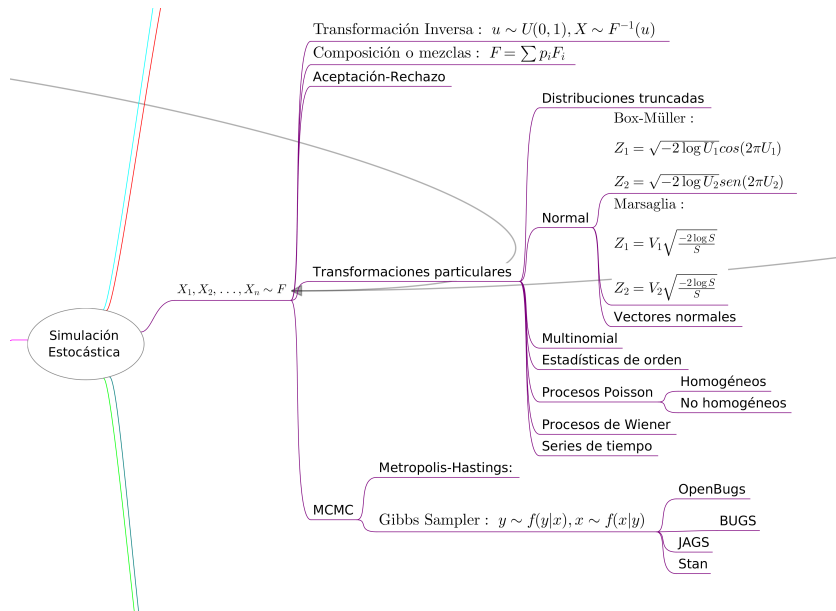 Transformación Inversa : u ∼ U(0, 1), X ∼ F⁻¹(u)
Composición o mezclas : F = ∑ pᵢFᵢ
Aceptación-Rechazo
Distribuciones truncadas
Box-Müller :
Z₁ = √(−2 log U₁)cos(2πU₁)
Z₂ = √(−2 log U₂)sen(2πU₂)
Normal
Marsaglia :
Z₁ = V₁√((−2 log S)/S)
Z₂ = V₂√((−2 log S)/S)
Vectores normales
Transformaciones particulares
X₁, X₂, . . . , Xₙ ∼ F
Simulación
Estocástica
Multinomial
Estadísticas de orden
Procesos Poisson
Homogéneos
No homogéneos
Procesos de Wiener
Series de tiempo
Metropolis-Hastings:
MCMC
Gibbs Sampler : y ∼ f(y|x), x ∼ f(x|y)
OpenBugs
BUGS
JAGS
Stan